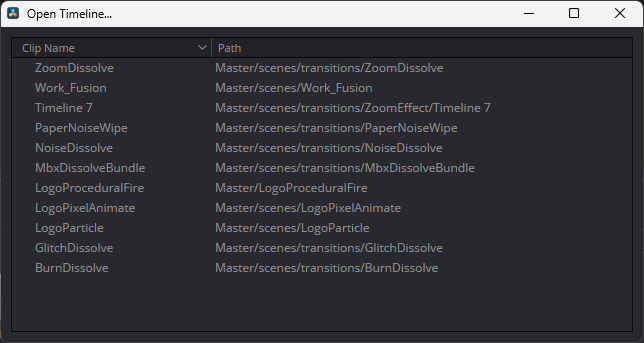 Open Timeline...
Clip Name Path
ZoomDissolve Master/scenes/transitions/ZoomDissolve
Work_Fusion Master/scenes/Work_Fusion
Timeline 7 Master/scenes/transitions/ZoomEffect/Timeline 7
PaperNoiseWipe Master/scenes/transitions/PaperNoiseWipe
NoiseDissolve Master/scenes/transitions/NoiseDissolve
MbxDissolveBundle Master/scenes/transitions/MbxDissolveBundle
LogoProceduralFire Master/LogoProceduralFire
LogoPixelAnimate Master/scenes/LogoPixelAnimate
LogoParticle Master/scenes/LogoParticle
GlitchDissolve Master/scenes/transitions/GlitchDissolve
BurnDissolve Master/scenes/transitions/BurnDissolve